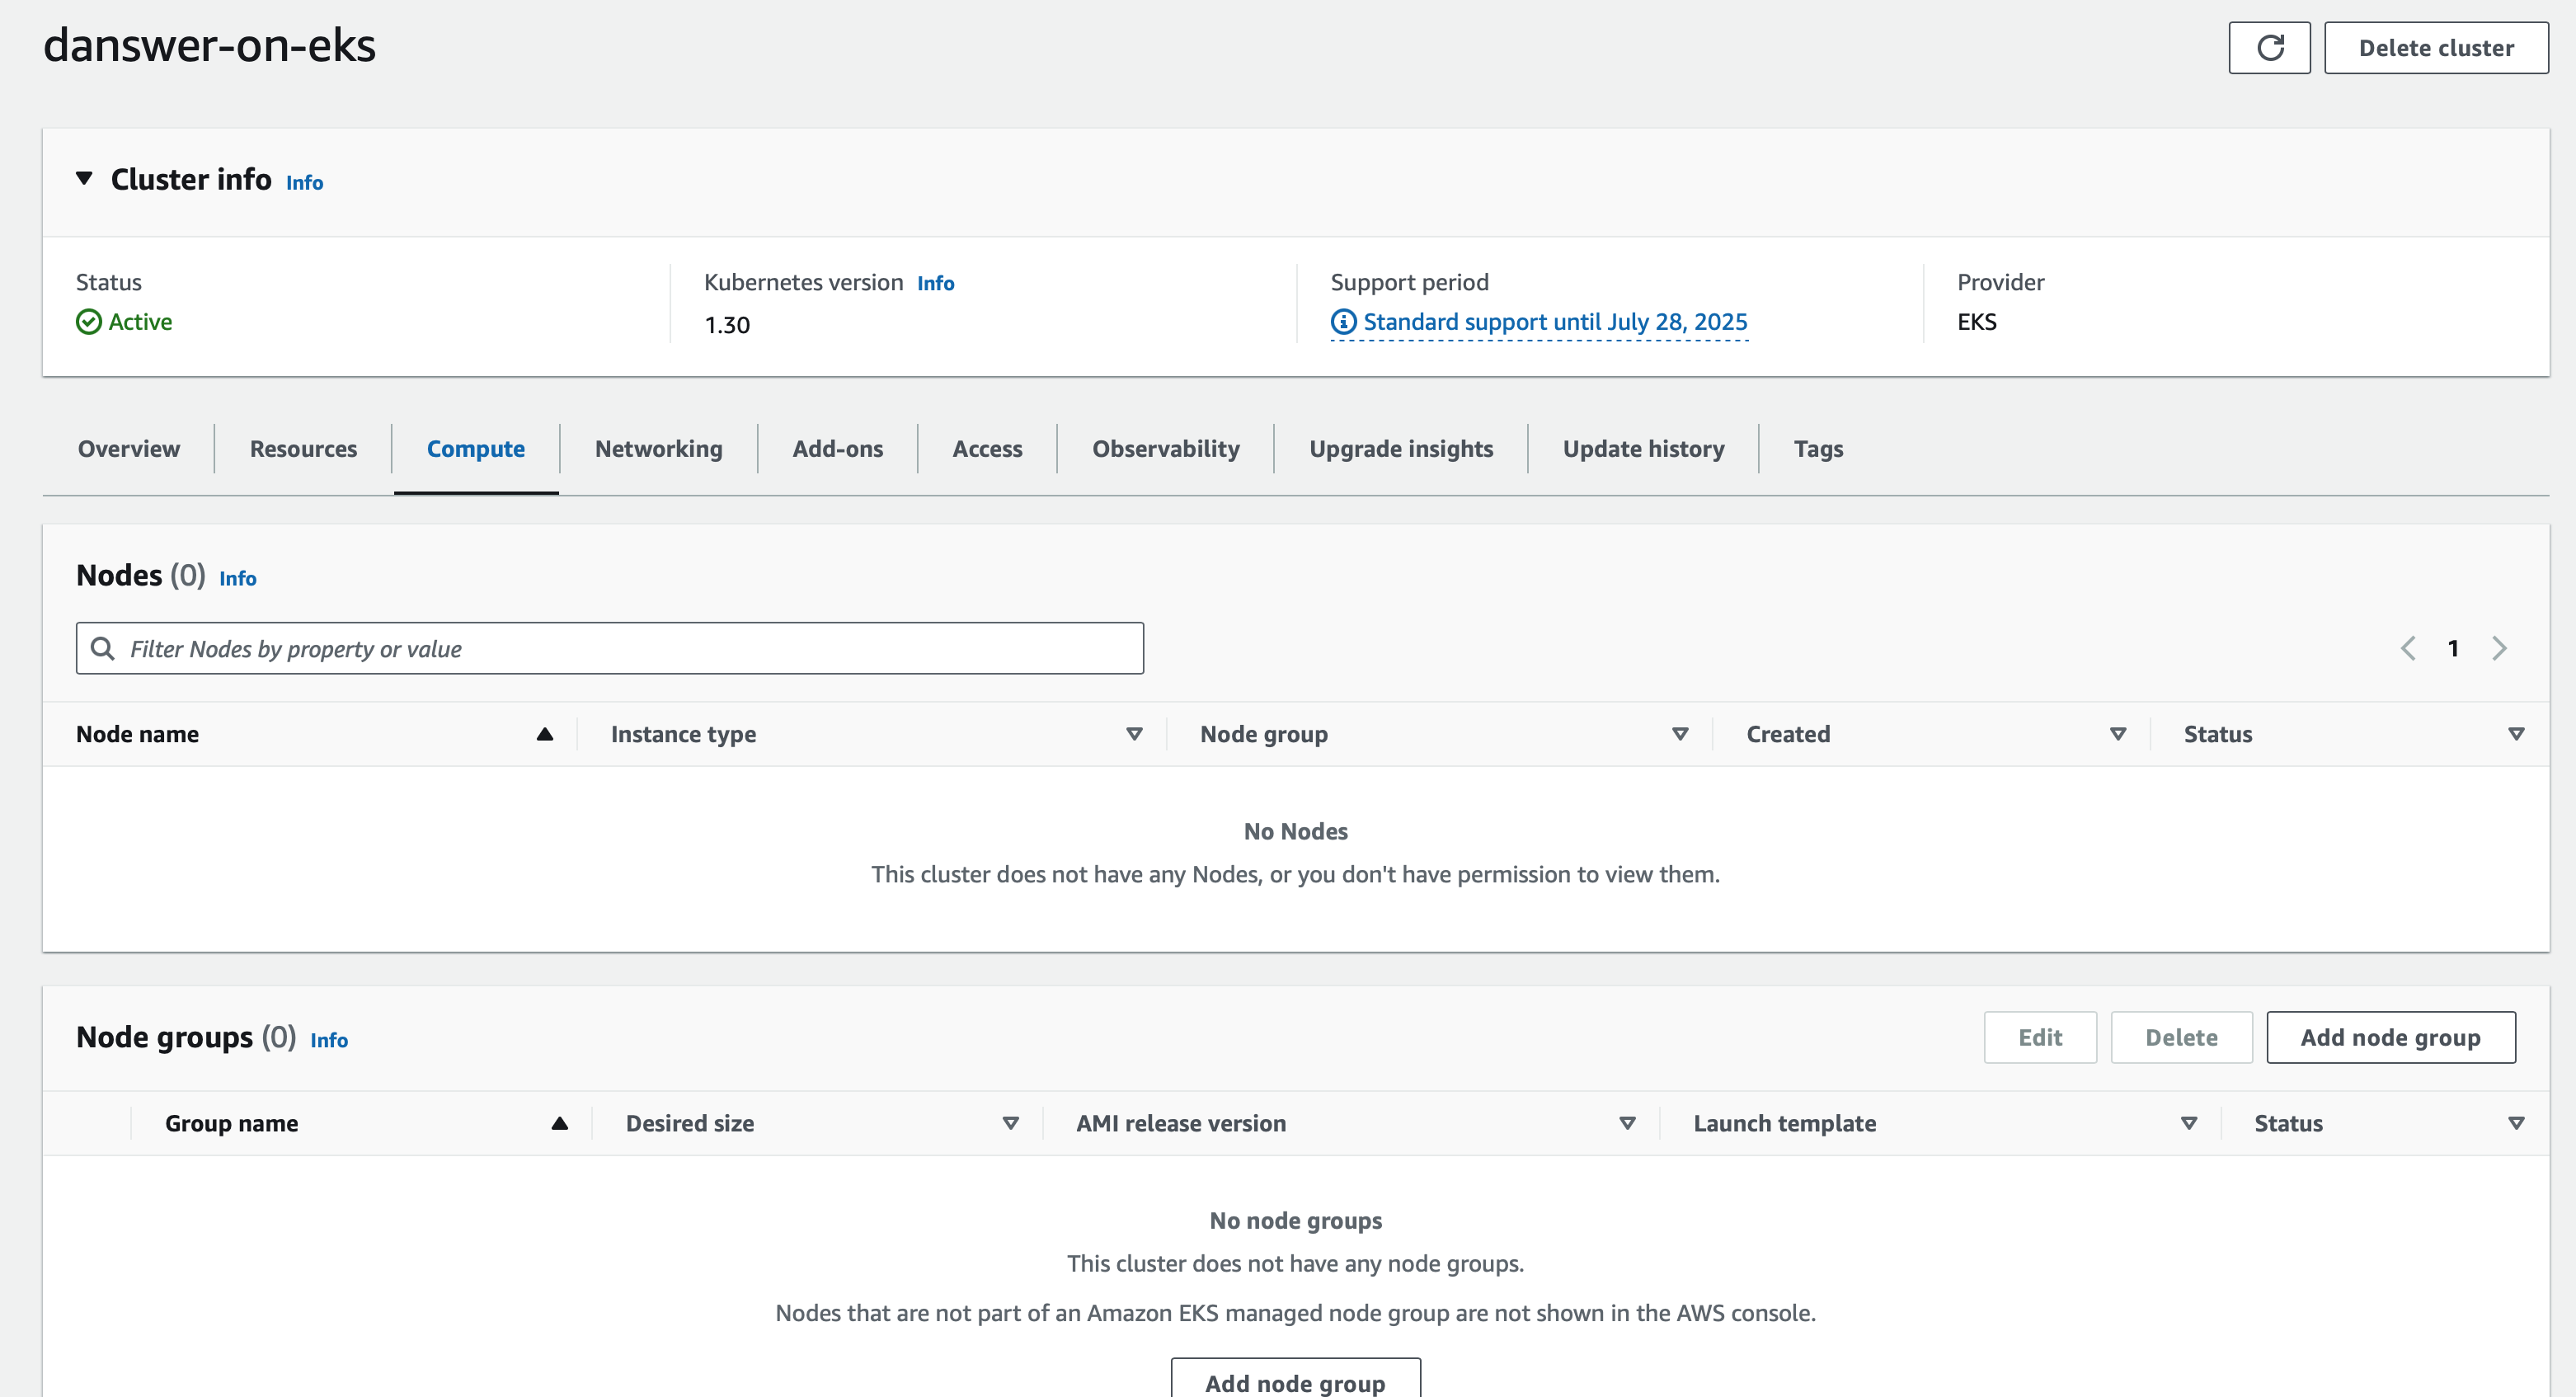 danswer-on-eks
Delete cluster
Cluster info Info
Status
Active
Kubernetes version Info
1.30
Support period
Standard support until July 28, 2025
Provider
EKS
Overview Resources Compute Networking Add-ons Access Observability Upgrade insights Update history Tags
Nodes (0) Info
Filter Nodes by property or value
1
Node name Instance type Node group Created Status
No Nodes
This cluster does not have any Nodes, or you don't have permission to view them.
Node groups (0) Info
Edit Delete Add node group
Group name Desired size AMI release version Launch template Status
No node groups
This cluster does not have any node groups.
Nodes that are not part of an Amazon EKS managed node group are not shown in the AWS console.
Add node group